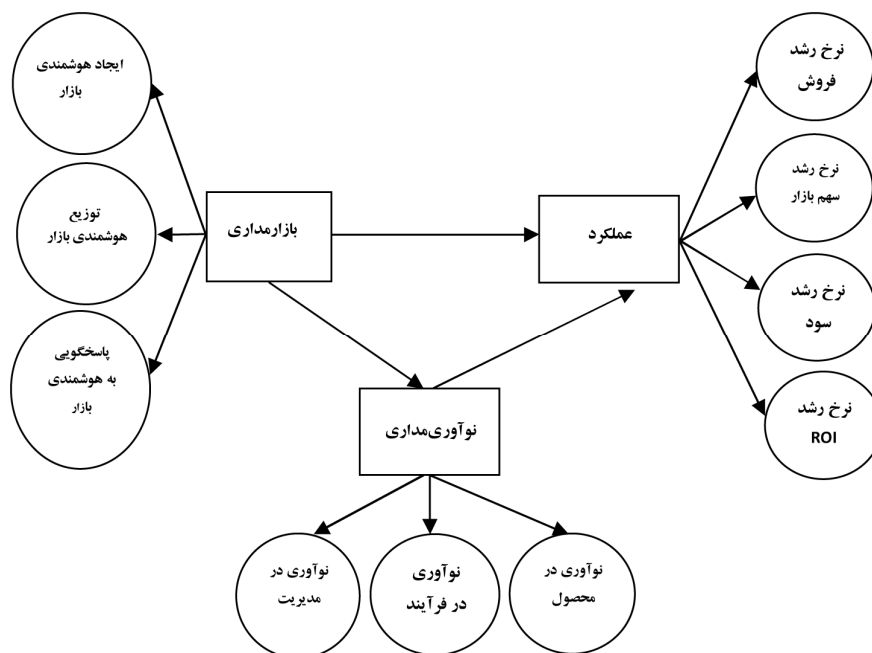 ایجاد هوشمندی
بازار
توزیع
هوشمندی بازار
پاسخگویی
به هوشمندی
بازار
بازارمداری
عملکرد
نرخ رشد
فروش
نرخ رشد
سهم بازار
نرخ رشد
سود
نرخ رشد
ROI
نوآوری‌مداری
نوآوری در
مدیریت
نوآوری
در فرآیند
نوآوری در
محصول